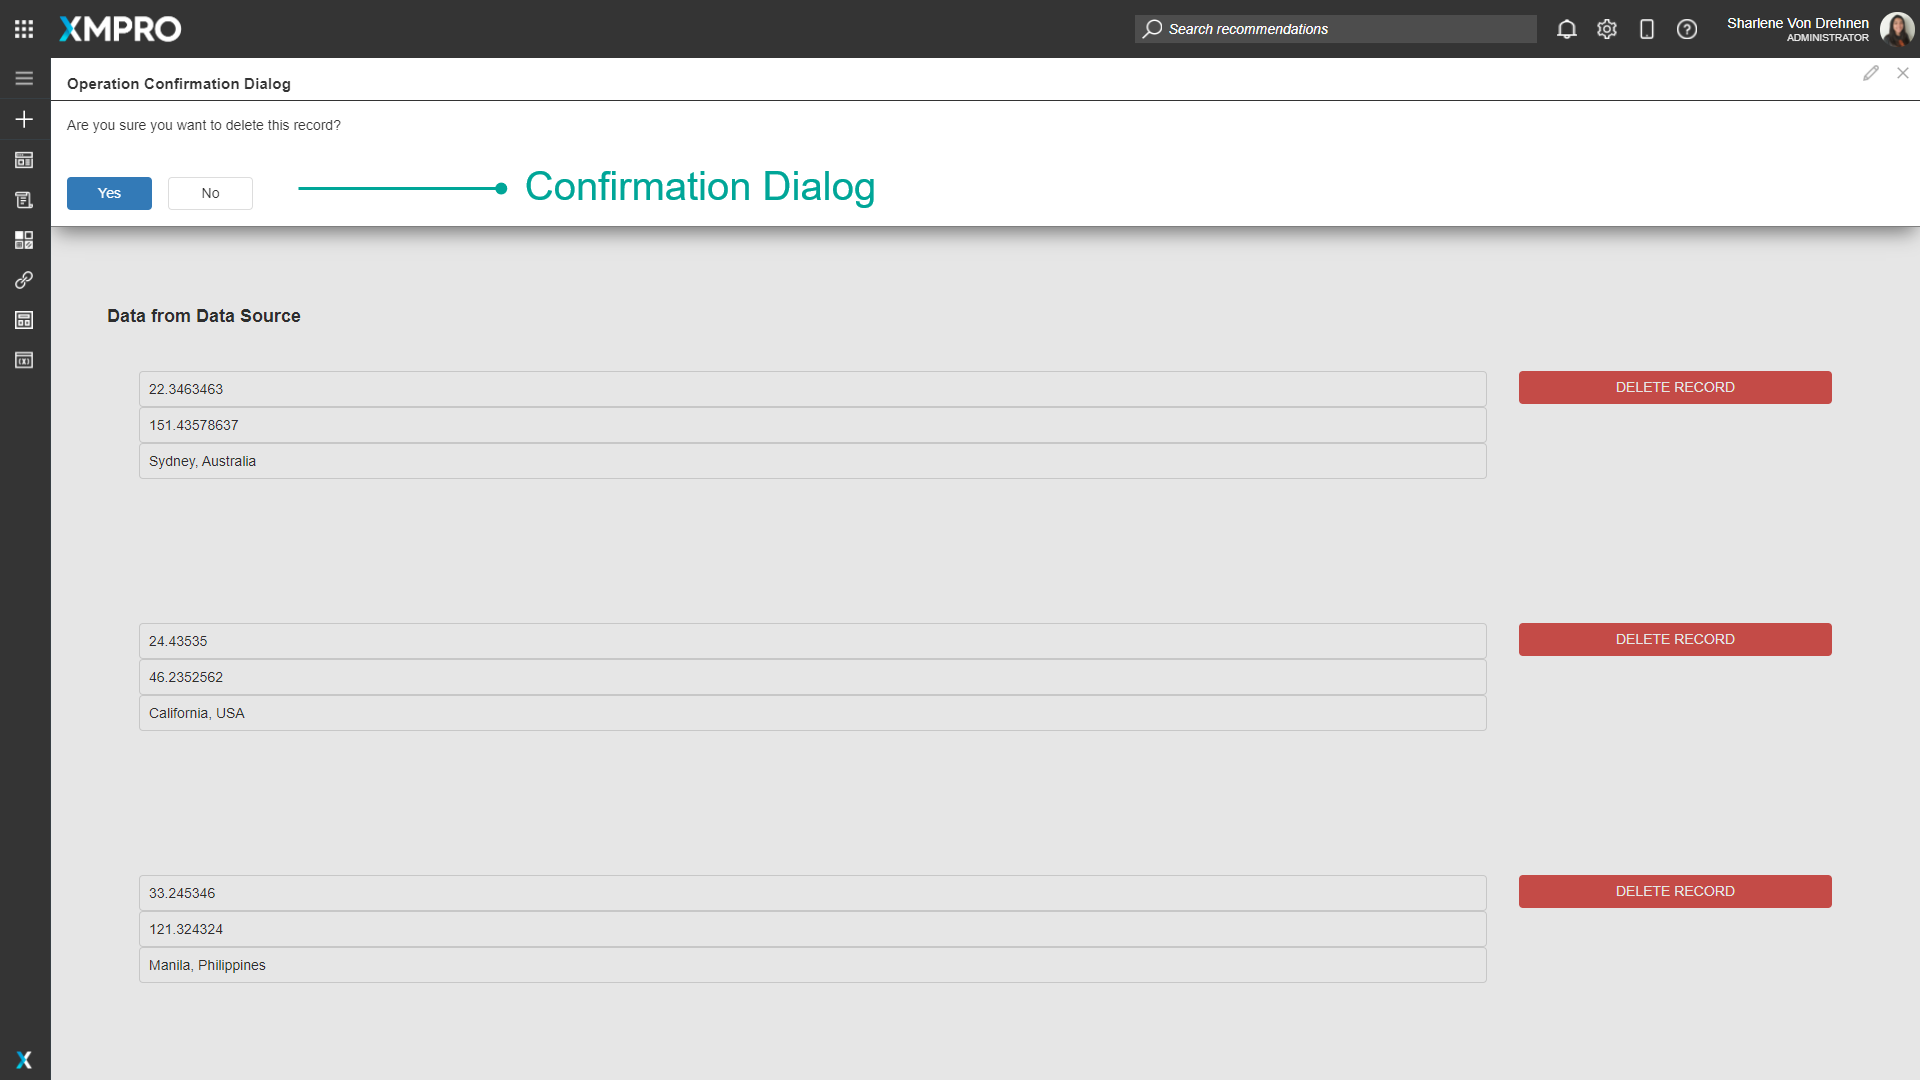 XMPRO
Search recommendations
Sharlene Von Drehnen
ADMINISTRATOR
Operation Confirmation Dialog
Are you sure you want to delete this record?
Yes
No
Confirmation Dialog
Data from Data Source
22.3463463
DELETE RECORD
151.43578637
Sydney, Australia
24.43535
DELETE RECORD
46.2352562
California, USA
33.245346
DELETE RECORD
121.324324
Manila, Philippines